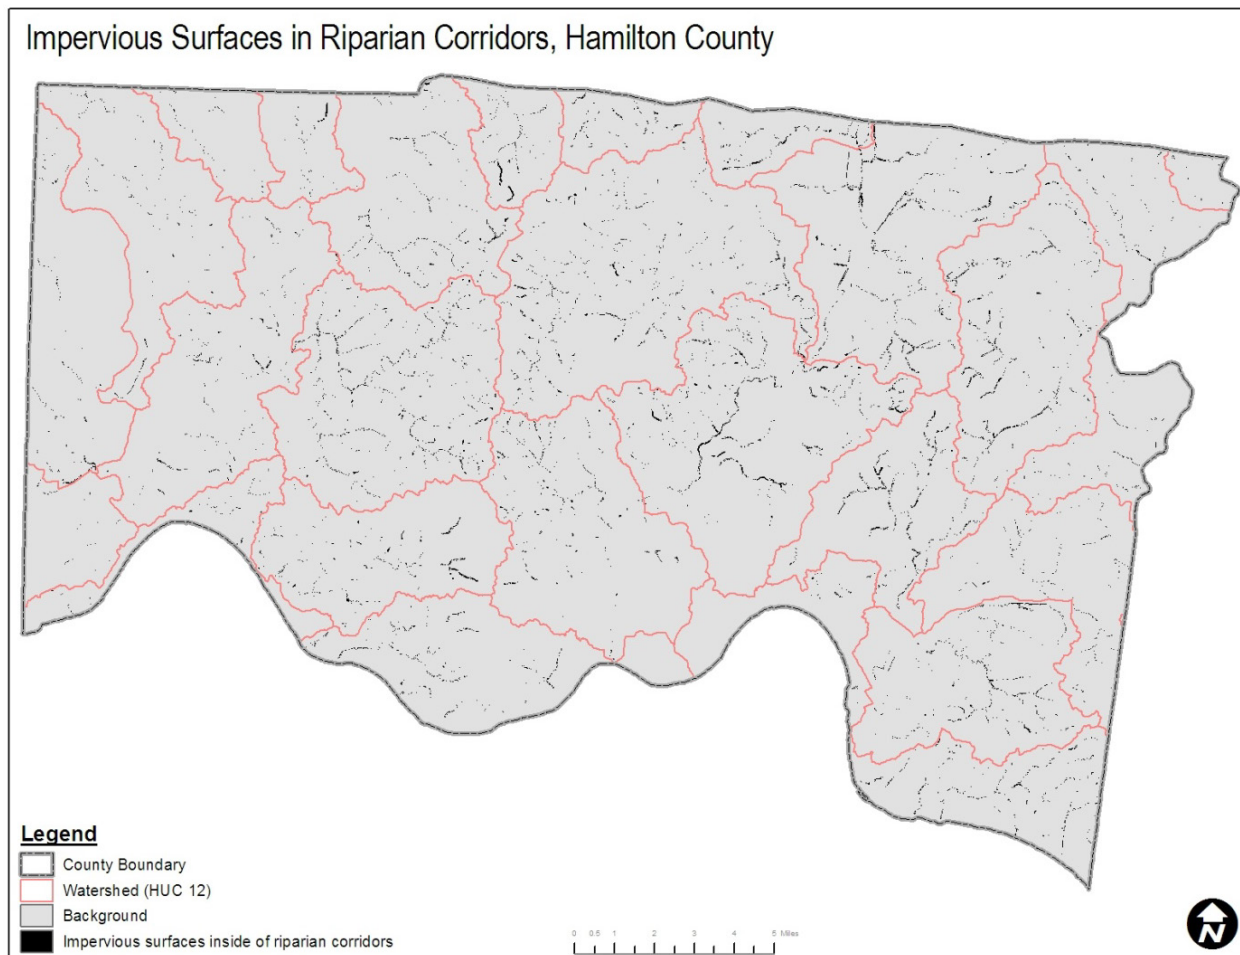 Impervious Surfaces in Riparian Corridors, Hamilton County
Legend
County Boundary
Watershed (HUC 12)
Background
Impervious surfaces inside of riparian corridors
0 0.5 1 2 3 4 5 Miles
N